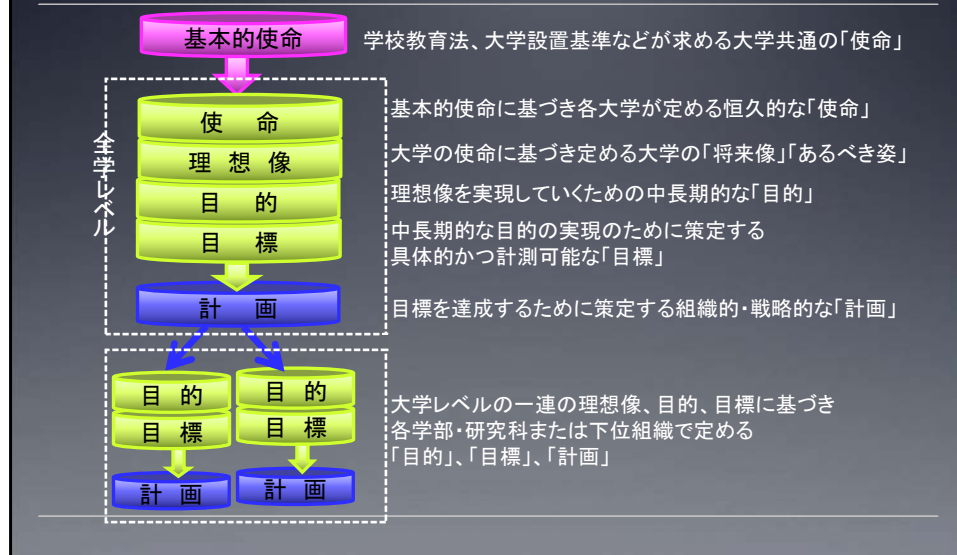 基本的使命
学校教育法、大学設置基準などが求める大学共通の「使命」
全学レベル
使 命
基本的使命に基づき各大学が定める恒久的な「使命」
理 想 像
大学の使命に基づき定める大学の「将来像」「あるべき姿」
目 的
理想像を実現していくための中長期的な「目的」
目 標
中長期的な目的の実現のために策定する
具体的かつ計測可能な「目標」
計 画
目標を達成するために策定する組織的・戦略的な「計画」
目 的
目 標
計 画
目 的
目 標
計 画
大学レベルの一連の理想像、目的、目標に基づき
各学部・研究科または下位組織で定める
「目的」、「目標」、「計画」